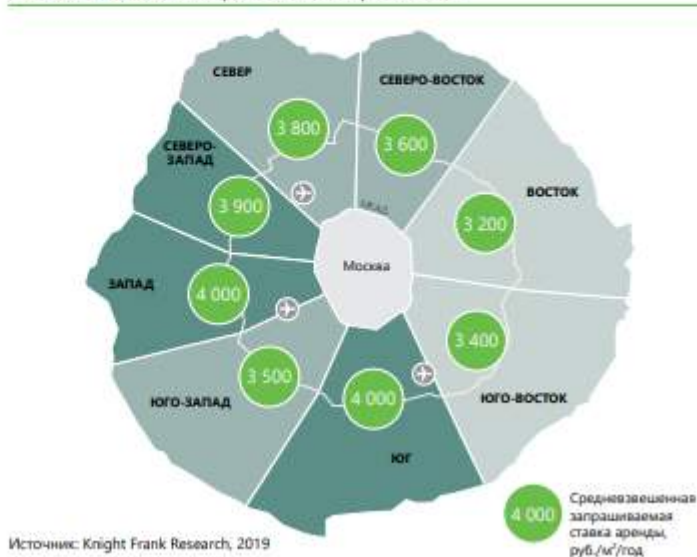 СЕВЕР
СЕВЕРО-ВОСТОК
3 800
3 600
СЕВЕРО-
ЗАПАД
ВОСТОК
3 900
3 200
МКАД
Москва
ЗАПАД
4 000
3 400
3 500
4 000
ЮГО-ЗАПАД
ЮГО-ВОСТОК
ЮГ
4 000
Средневзвешенная
запрашиваемая
ставка аренды,
руб./м²/год
Источник: Knight Frank Research, 2019